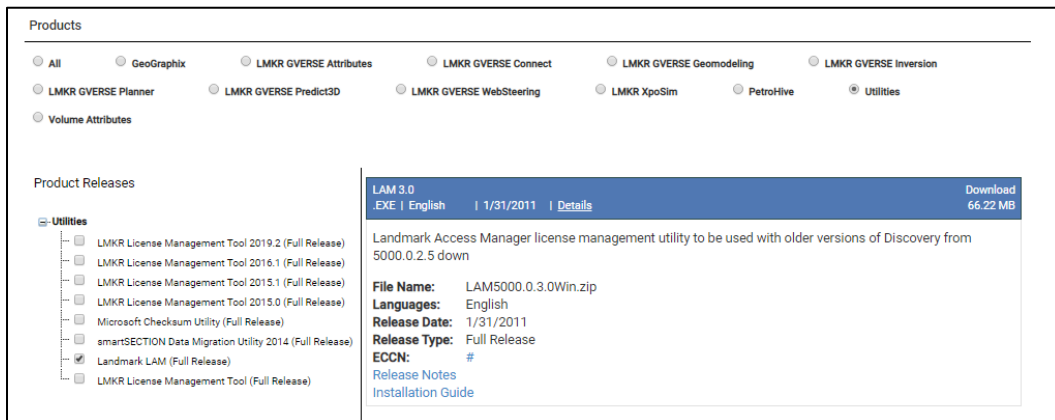 Products
All GeoGraphix LMKR GVERSE Attributes LMKR GVERSE Connect LMKR GVERSE Geomodeling LMKR GVERSE Inversion
LMKR GVERSE Planner LMKR GVERSE Predict3D LMKR GVERSE WebSteering LMKR XpoSim PetroHive Utilities
Volume Attributes
Product Releases
Utilities
LMKR License Management Tool 2019.2 (Full Release)
LMKR License Management Tool 2016.1 (Full Release)
LMKR License Management Tool 2015.1 (Full Release)
LMKR License Management Tool 2015.0 (Full Release)
Microsoft Checksum Utility (Full Release)
smartSECTION Data Migration Utility 2014 (Full Release)
Landmark LAM (Full Release)
LMKR License Management Tool (Full Release)
LAM 3.0 Download
.EXE | English | 1/31/2011 | Details 66.22 MB
Landmark Access Manager license management utility to be used with older versions of Discovery from
5000.0.2.5 down
File Name: LAM5000.0.3.0Win.zip
Languages: English
Release Date: 1/31/2011
Release Type: Full Release
ECCN: #
Release Notes
Installation Guide